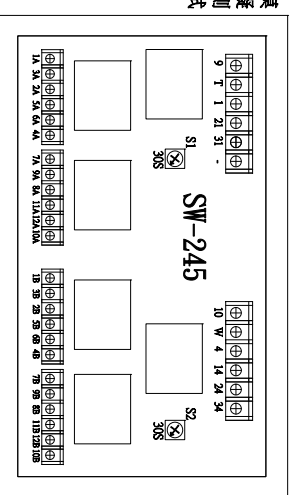 9 T 1 21 31 -
S1
30S
10 W 4 14 24 34
S2
30S
SW-245
1A 3A 2A 5A 6A 4A
7A 9A 8A 11A 12A 10A
1B 3B 2B 5B 6B 4B
7B 9B 8B 11B 12B 10B